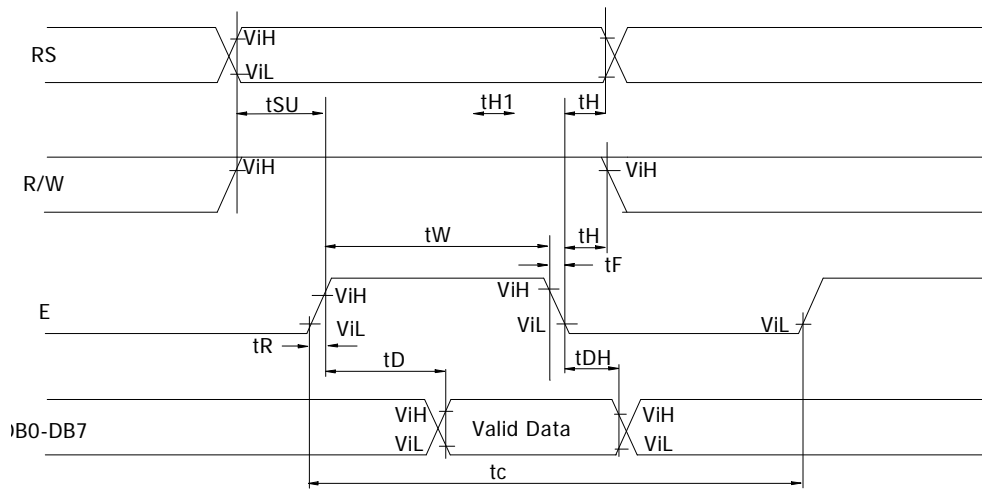 RS
ViH
ViL
tSU
tH1
tH
R/W
ViH
ViH
tW
tH
tF
E
ViH
ViH
ViL
ViL
ViL
tR
tD
tDH
DB0-DB7
ViH
ViL
Valid Data
ViH
ViL
tc